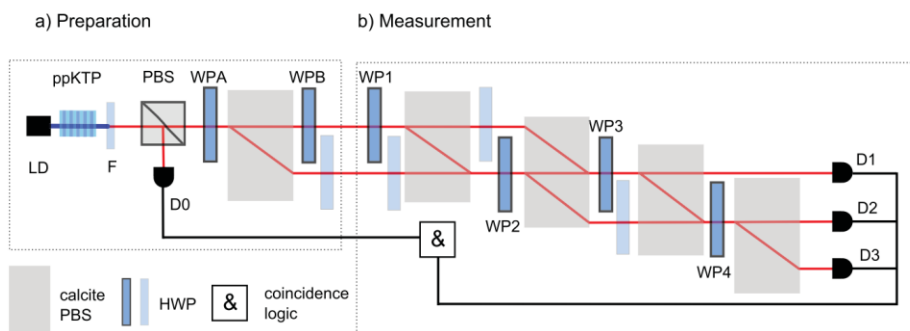 a) Preparation
b) Measurement
ppKTP
PBS
WPA
WPB
WP1
WP3
D1
LD
F
D0
WP2
D2
&
D3
WP4
calcite
PBS
HWP
&
coincidence
logic